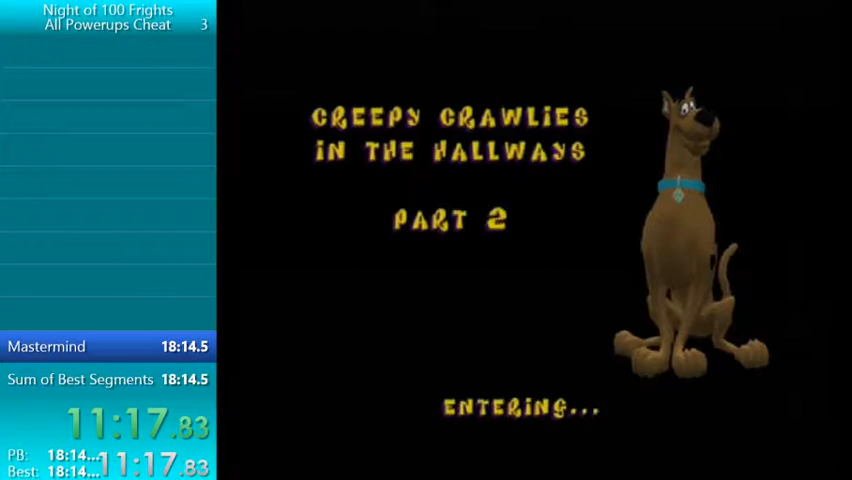 Night of 100 Frights
All Powerups Cheat 3
CREEPY CRAWLIES
IN THE HALLWAYS
PART 2
Mastermind 18:14.5
Sum of Best Segments 18:14.5
ENTERING...
11:17.83
PB: 18:14...
Best: 18:14... 11:17.83